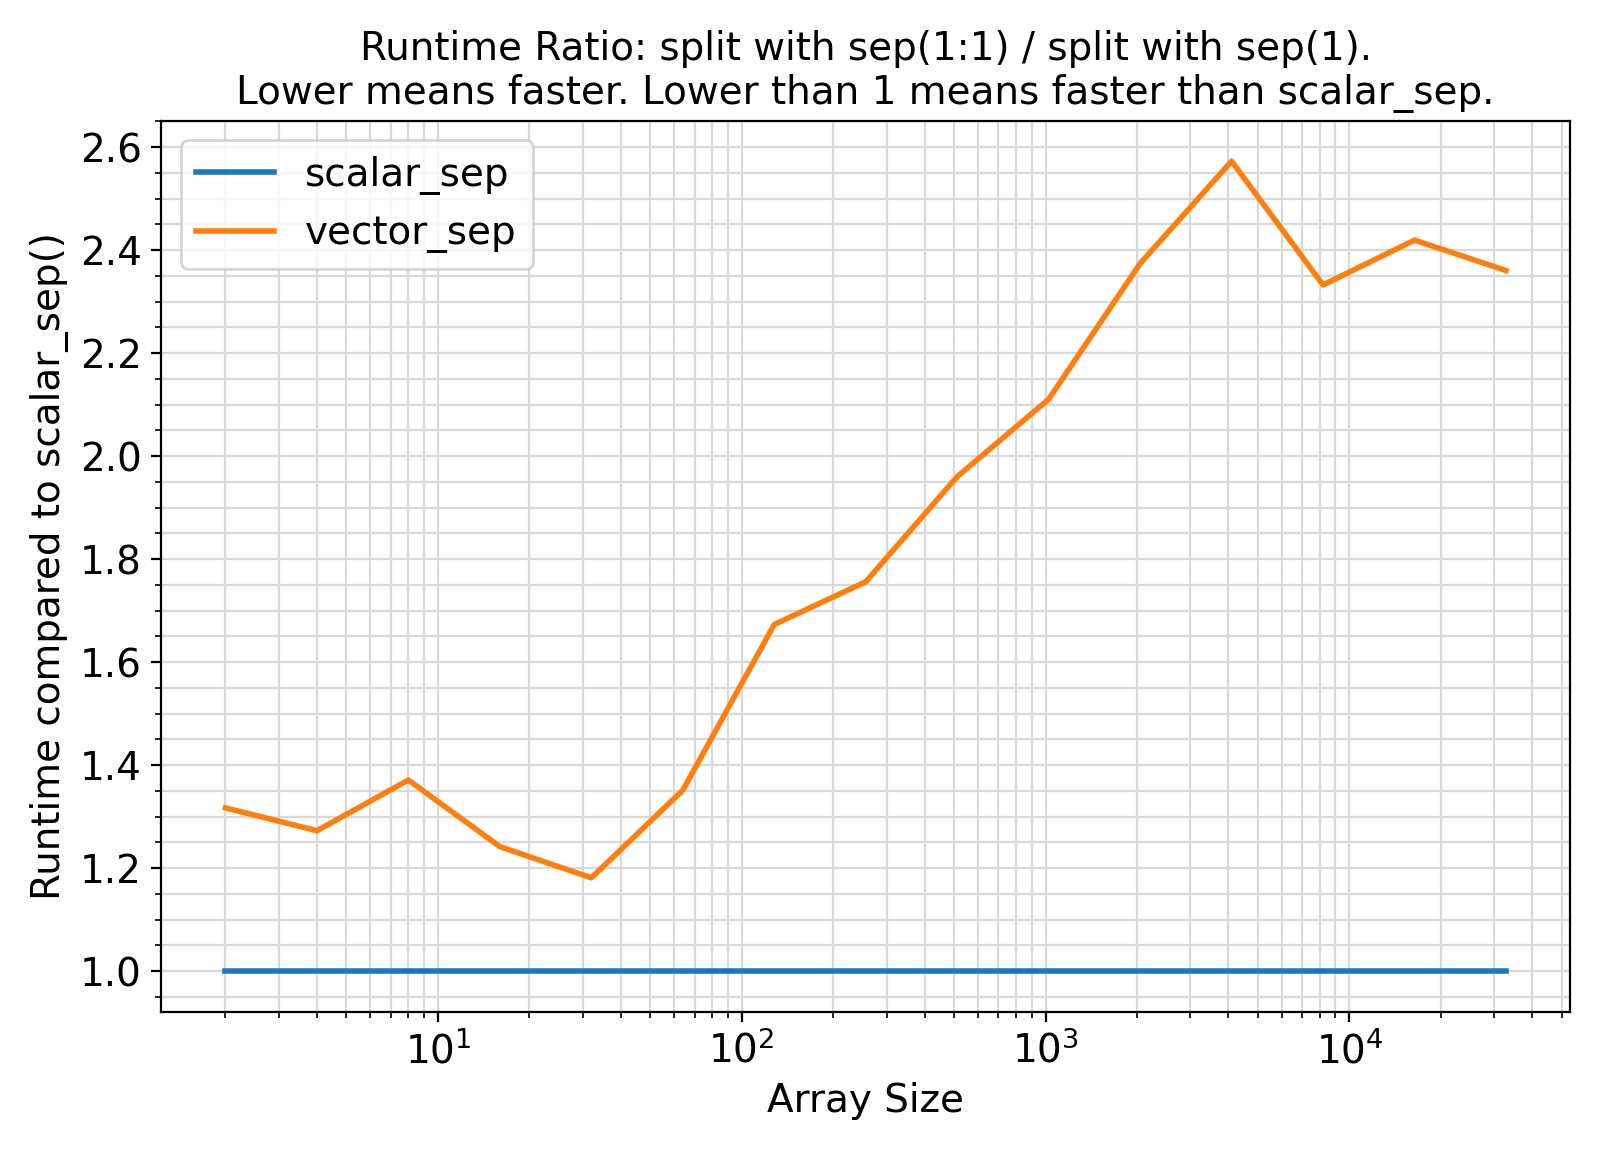 Runtime Ratio: split with sep(1:1) / split with sep(1).
Lower means faster. Lower than 1 means faster than scalar_sep.
scalar_sep
vector_sep
Runtime compared to scalar_sep()
2.6
2.4
2.2
2.0
1.8
1.6
1.4
1.2
1.0
10¹
10²
10³
10⁴
Array Size